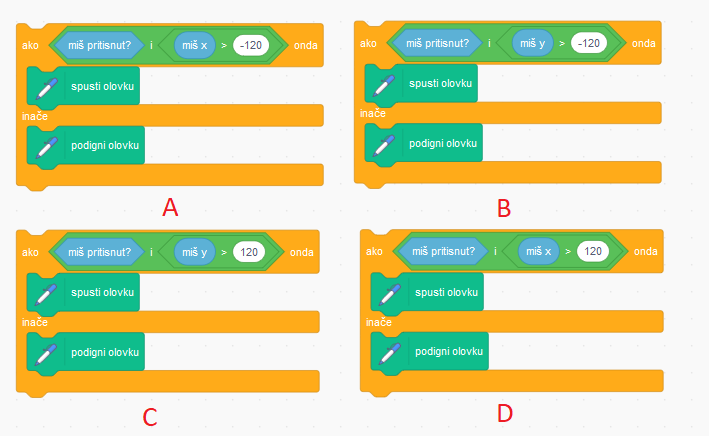 ako miš pritisnut? i miš x > -120 onda
spusti olovku
inače
podigni olovku
A
ako miš pritisnut? i miš y > -120 onda
spusti olovku
inače
podigni olovku
B
ako miš pritisnut? i miš y > 120 onda
spusti olovku
inače
podigni olovku
C
ako miš pritisnut? i miš x > 120 onda
spusti olovku
inače
podigni olovku
D